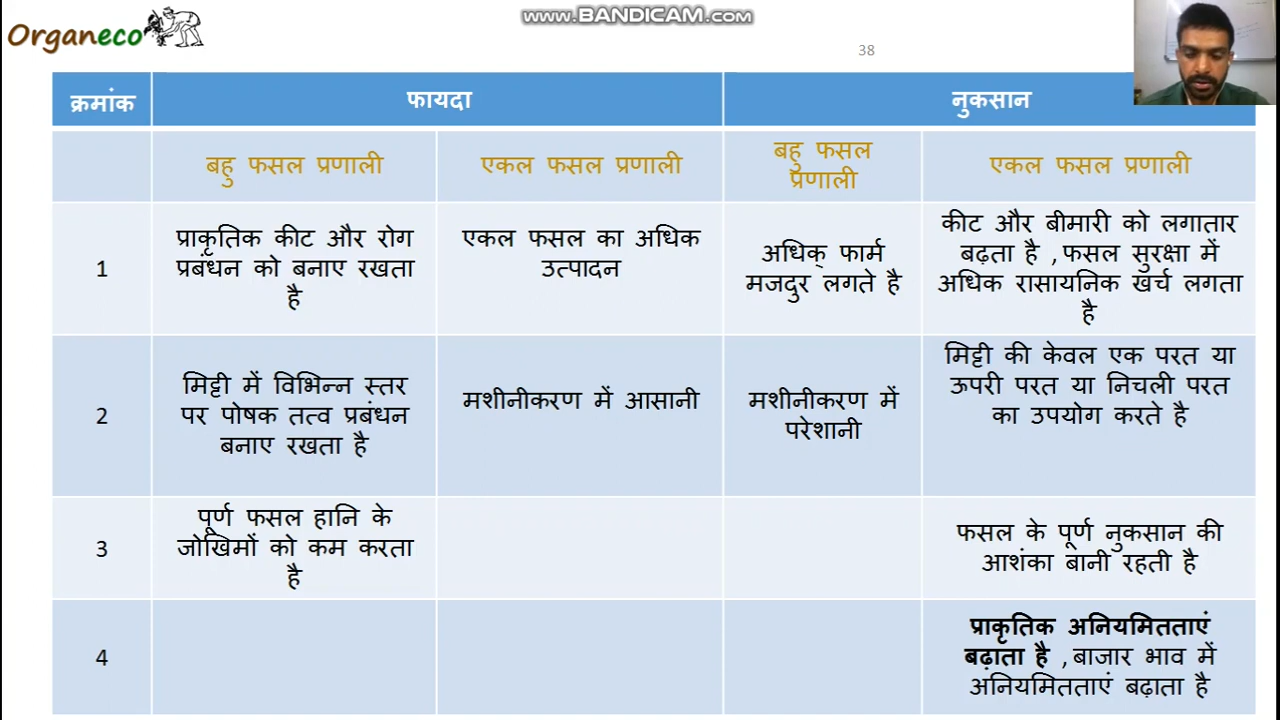 www.BANDICAM.com
Organeco
38
क्रमांक
फायदा
नुकसान
बहु फसल प्रणाली
एकल फसल प्रणाली
बहु फसल
प्रणाली
एकल फसल प्रणाली
1
प्राकृतिक कीट और रोग
प्रबंधन को बनाए रखता
है
एकल फसल का अधिक
उत्पादन
अधिक् फार्म
मजदुर लगते है
कीट और बीमारी को लगातार
बढ़ता है ,फसल सुरक्षा में
अधिक रासायनिक खर्च लगता
है
2
मिट्टी में विभिन्न स्तर
पर पोषक तत्व प्रबंधन
बनाए रखता है
मशीनीकरण में आसानी
मशीनीकरण में
परेशानी
मिट्टी की केवल एक परत या
ऊपरी परत या निचली परत
का उपयोग करते है
3
पूर्ण फसल हानि के
जोखिमों को कम करता
है
फसल के पूर्ण नुकसान की
आशंका बानी रहती है
4
प्राकृतिक अनियमितताएं
बढ़ाता है ,बाजार भाव में
अनियमितताएं बढ़ाता है